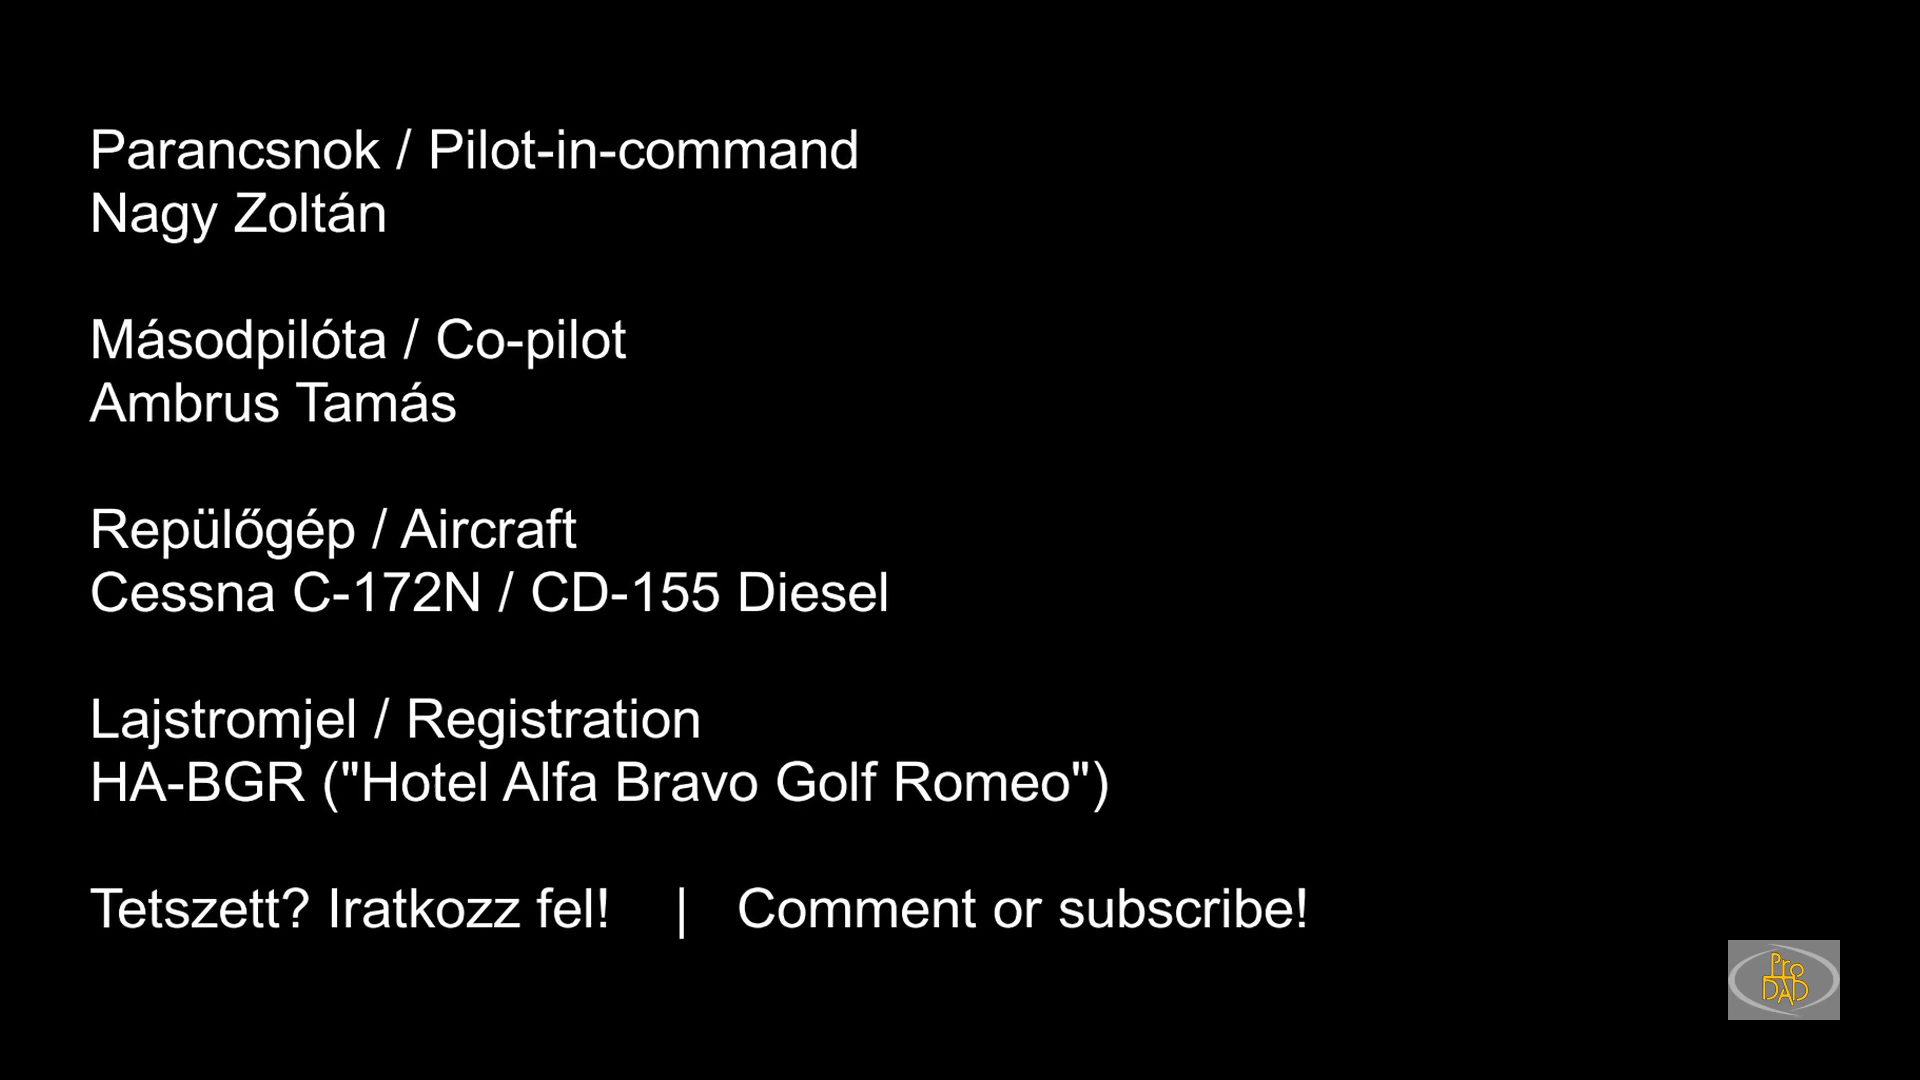 Parancsnok / Pilot-in-command
Nagy Zoltán
Másodpilóta / Co-pilot
Ambrus Tamás
Repülőgép / Aircraft
Cessna C-172N / CD-155 Diesel
Lajstromjel / Registration
HA-BGR ("Hotel Alfa Bravo Golf Romeo")
Tetszett? Iratkozz fel! | Comment or subscribe!
Pro
DAD